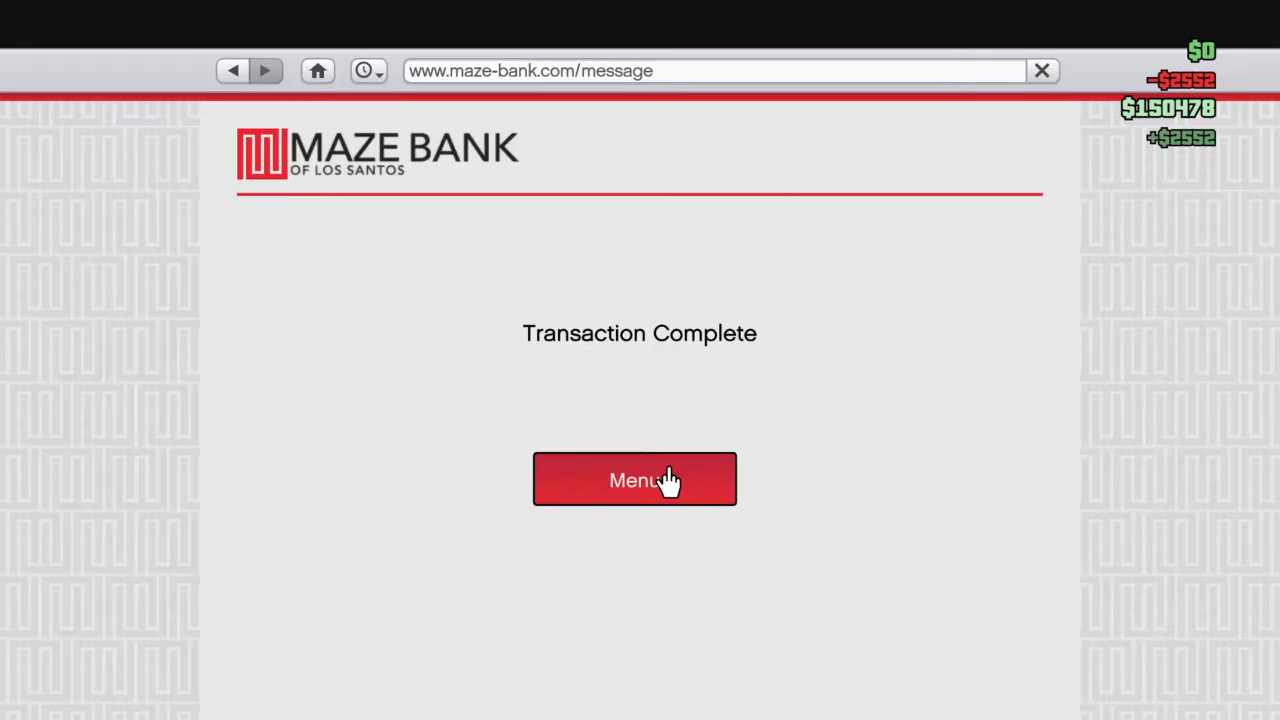 www.maze-bank.com/message
$0
-$2552
$150478
+$2552
MAZE BANK
OF LOS SANTOS
Transaction Complete
Menu